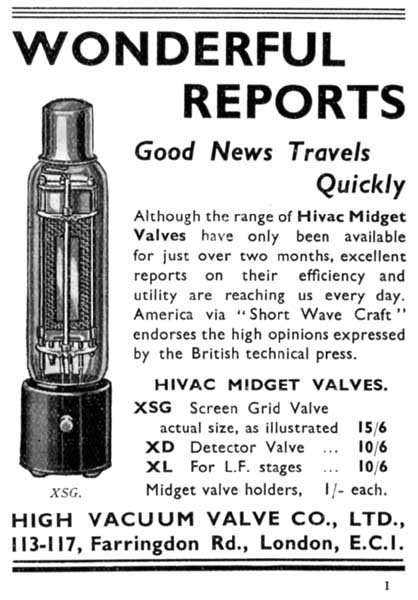 WONDERFUL
REPORTS
Good News Travels
Quickly
Although the range of Hivac Midget
Valves have only been available
for just over two months, excellent
reports on their efficiency and
utility are reaching us every day.
America via "Short Wave Craft"
endorses the high opinions expressed
by the British technical press.
HIVAC MIDGET VALVES.
XSG Screen Grid Valve
actual size, as illustrated 15/6
XD Detector Valve ... 10/6
XL For L.F. stages ... 10/6
Midget valve holders, 1/- each.
XSG.
HIGH VACUUM VALVE CO., LTD.,
113-117, Farringdon Rd., London, E.C.1.
1